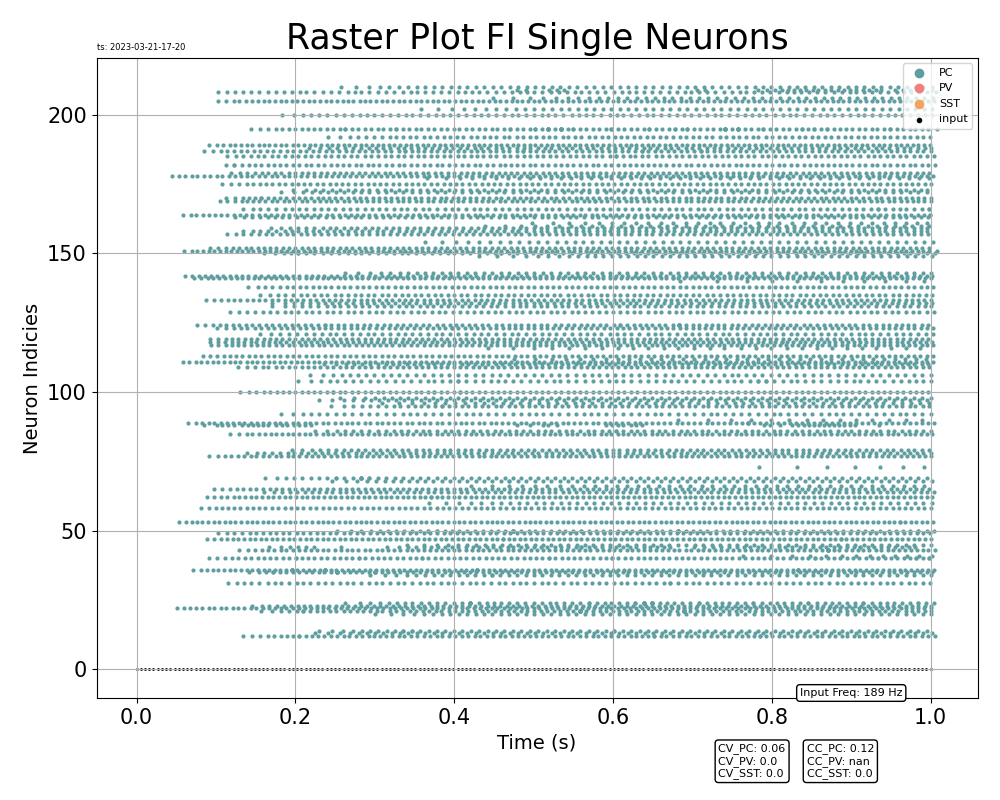 Raster Plot FI Single Neurons
ts: 2023-03-21-17-20
PC
PV
SST
input
200
150
100
50
0
Neuron Indicies
0.0 0.2 0.4 0.6 0.8 1.0
Time (s)
Input Freq: 189 Hz
CV_PC: 0.06
CV_PV: 0.0
CV_SST: 0.0
CC_PC: 0.12
CC_PV: nan
CC_SST: 0.0